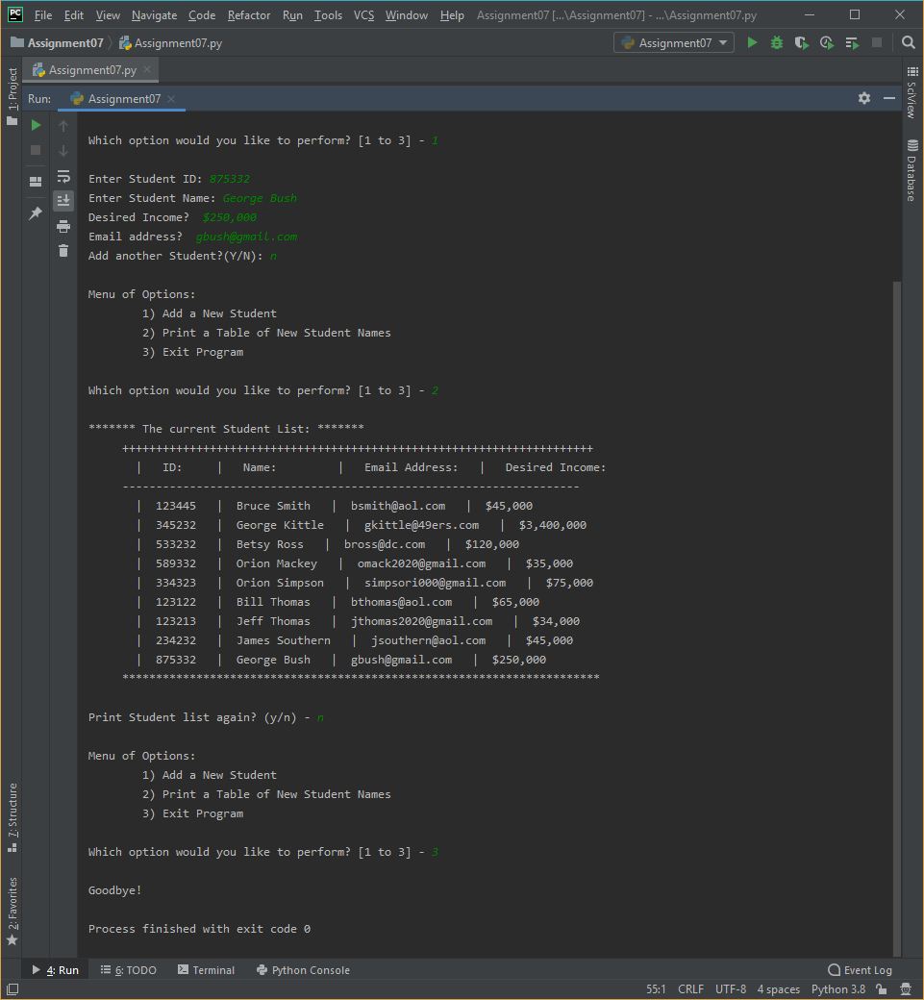 File Edit View Navigate Code Refactor Run Tools VCS Window Help Assignment07 [...\Assignment07] - ...\Assignment07.py
Assignment07 Assignment07.py Assignment07
1: Project
Assignment07.py
SciView
Database
Run: Assignment07
Which option would you like to perform? [1 to 3] - 1
Enter Student ID: 875332
Enter Student Name: George Bush
Desired Income?  $250,000
Email address?  gbush@gmail.com
Add another Student?(Y/N): n
Menu of Options:
1) Add a New Student
2) Print a Table of New Student Names
3) Exit Program
Which option would you like to perform? [1 to 3] - 2
******* The current Student List: *******
++++++++++++++++++++++++++++++++++++++++++++++++++++++++++++++++++++++
|   ID:     |   Name:         |   Email Address:   |   Desired Income:
--------------------------------------------------------------------
|  123445   |  Bruce Smith   |  bsmith@aol.com   |  $45,000
|  345232   |  George Kittle   |  gkittle@49ers.com   |  $3,400,000
|  533232   |  Betsy Ross   |  bross@dc.com   |  $120,000
|  589332   |  Orion Mackey   |  omack2020@gmail.com   |  $35,000
|  334323   |  Orion Simpson   |  simpsori000@gmail.com   |  $75,000
|  123122   |  Bill Thomas   |  bthomas@aol.com   |  $65,000
|  123213   |  Jeff Thomas   |  jthomas2020@gmail.com   |  $34,000
|  234232   |  James Southern   |  jsouthern@aol.com   |  $45,000
|  875332   |  George Bush   |  gbush@gmail.com   |  $250,000
***********************************************************************
Print Student list again? (y/n) - n
Menu of Options:
1) Add a New Student
2) Print a Table of New Student Names
3) Exit Program
Which option would you like to perform? [1 to 3] - 3
Goodbye!
Process finished with exit code 0
7: Structure
2: Favorites
4: Run 6: TODO Terminal Python Console Event Log
55:1 CRLF UTF-8 4 spaces Python 3.8